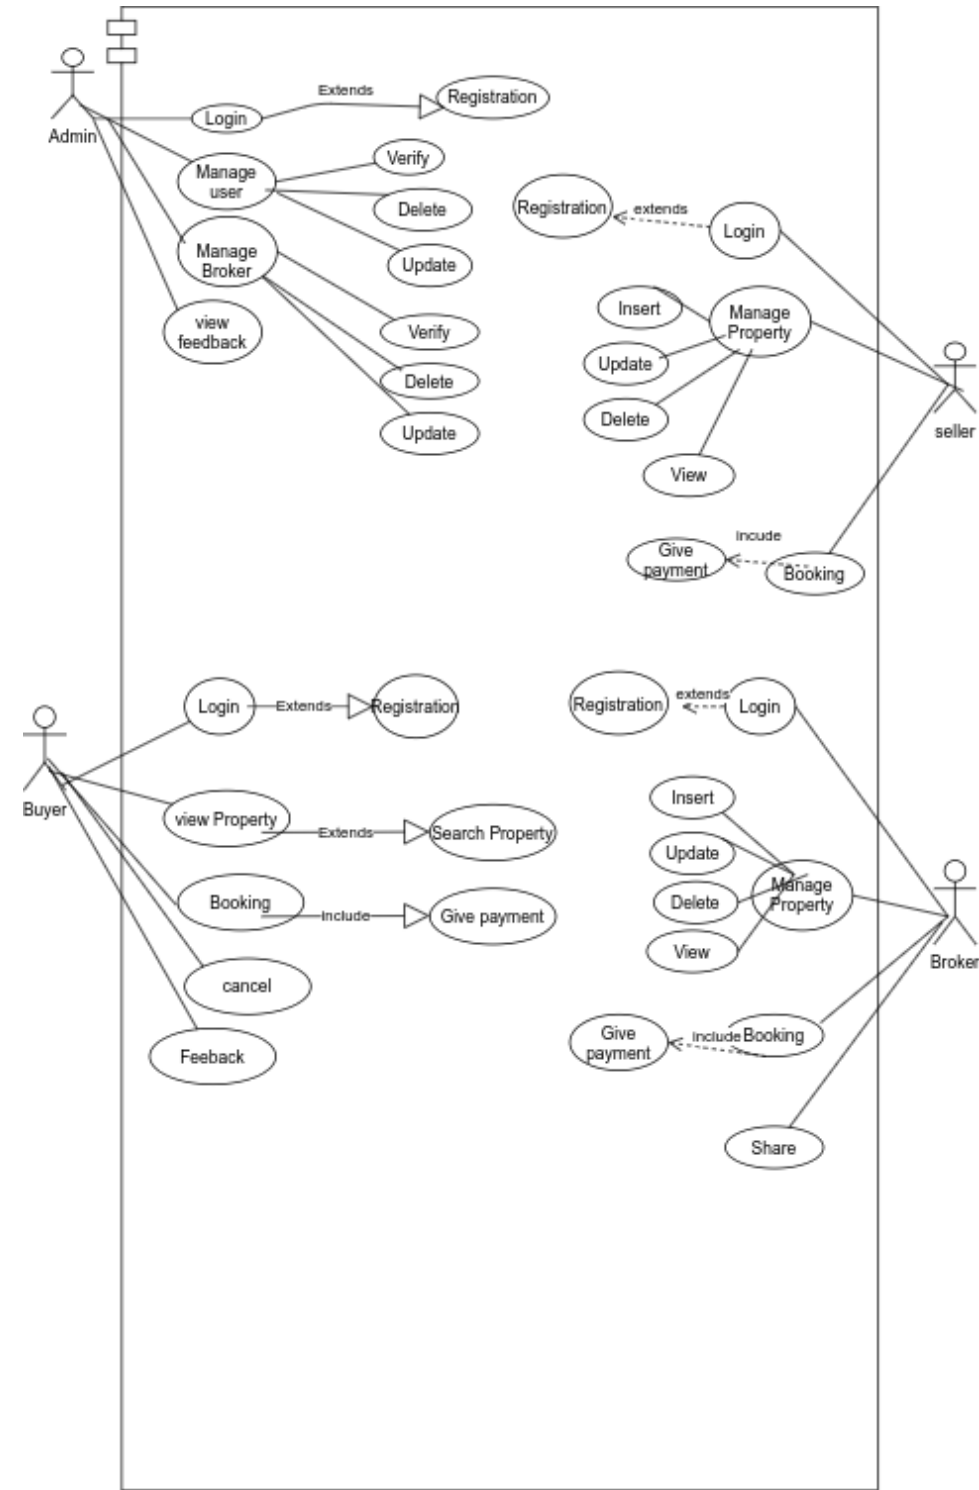 Extends
Registration
Login
Admin
Verify
Manage
user
Delete
Manage
Broker
Update
view
feedback
Verify
Delete
Update
Registration
extends
Login
Insert
Manage
Property
Update
Delete
View
seller
Incude
Give
payment
Booking
Login
Extends
Registration
Buyer
view Property
Extends
Search Property
Booking
Include
Give payment
cancel
Feeback
Registration
extends
Login
Insert
Update
Manage
Property
Delete
View
Broker
Give
payment
Include
Booking
Share